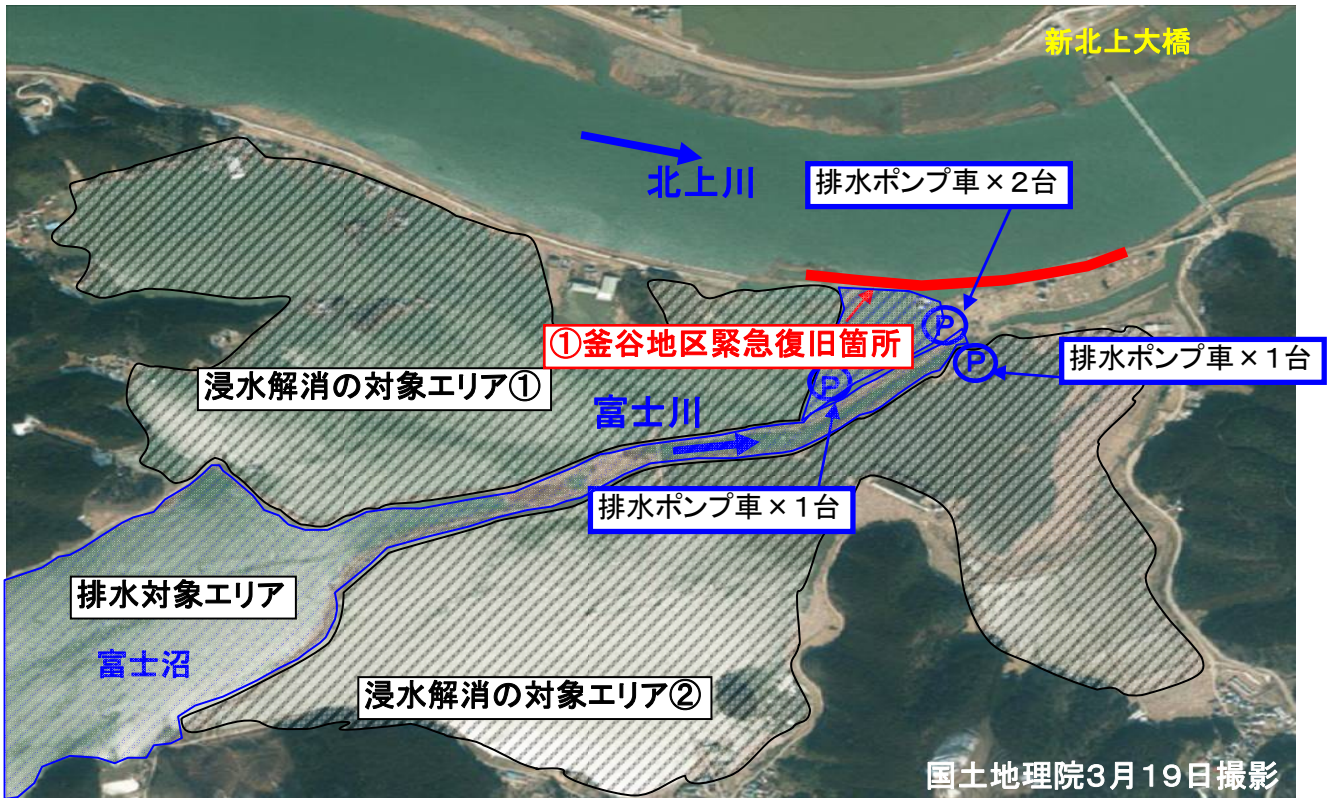 新北上大橋
北上川
排水ポンプ車×2台
①釜谷地区緊急復旧箇所
P
P
排水ポンプ車×1台
浸水解消の対象エリア①
P
富士川
排水ポンプ車×1台
排水対象エリア
富士沼
浸水解消の対象エリア②
国土地理院3月19日撮影